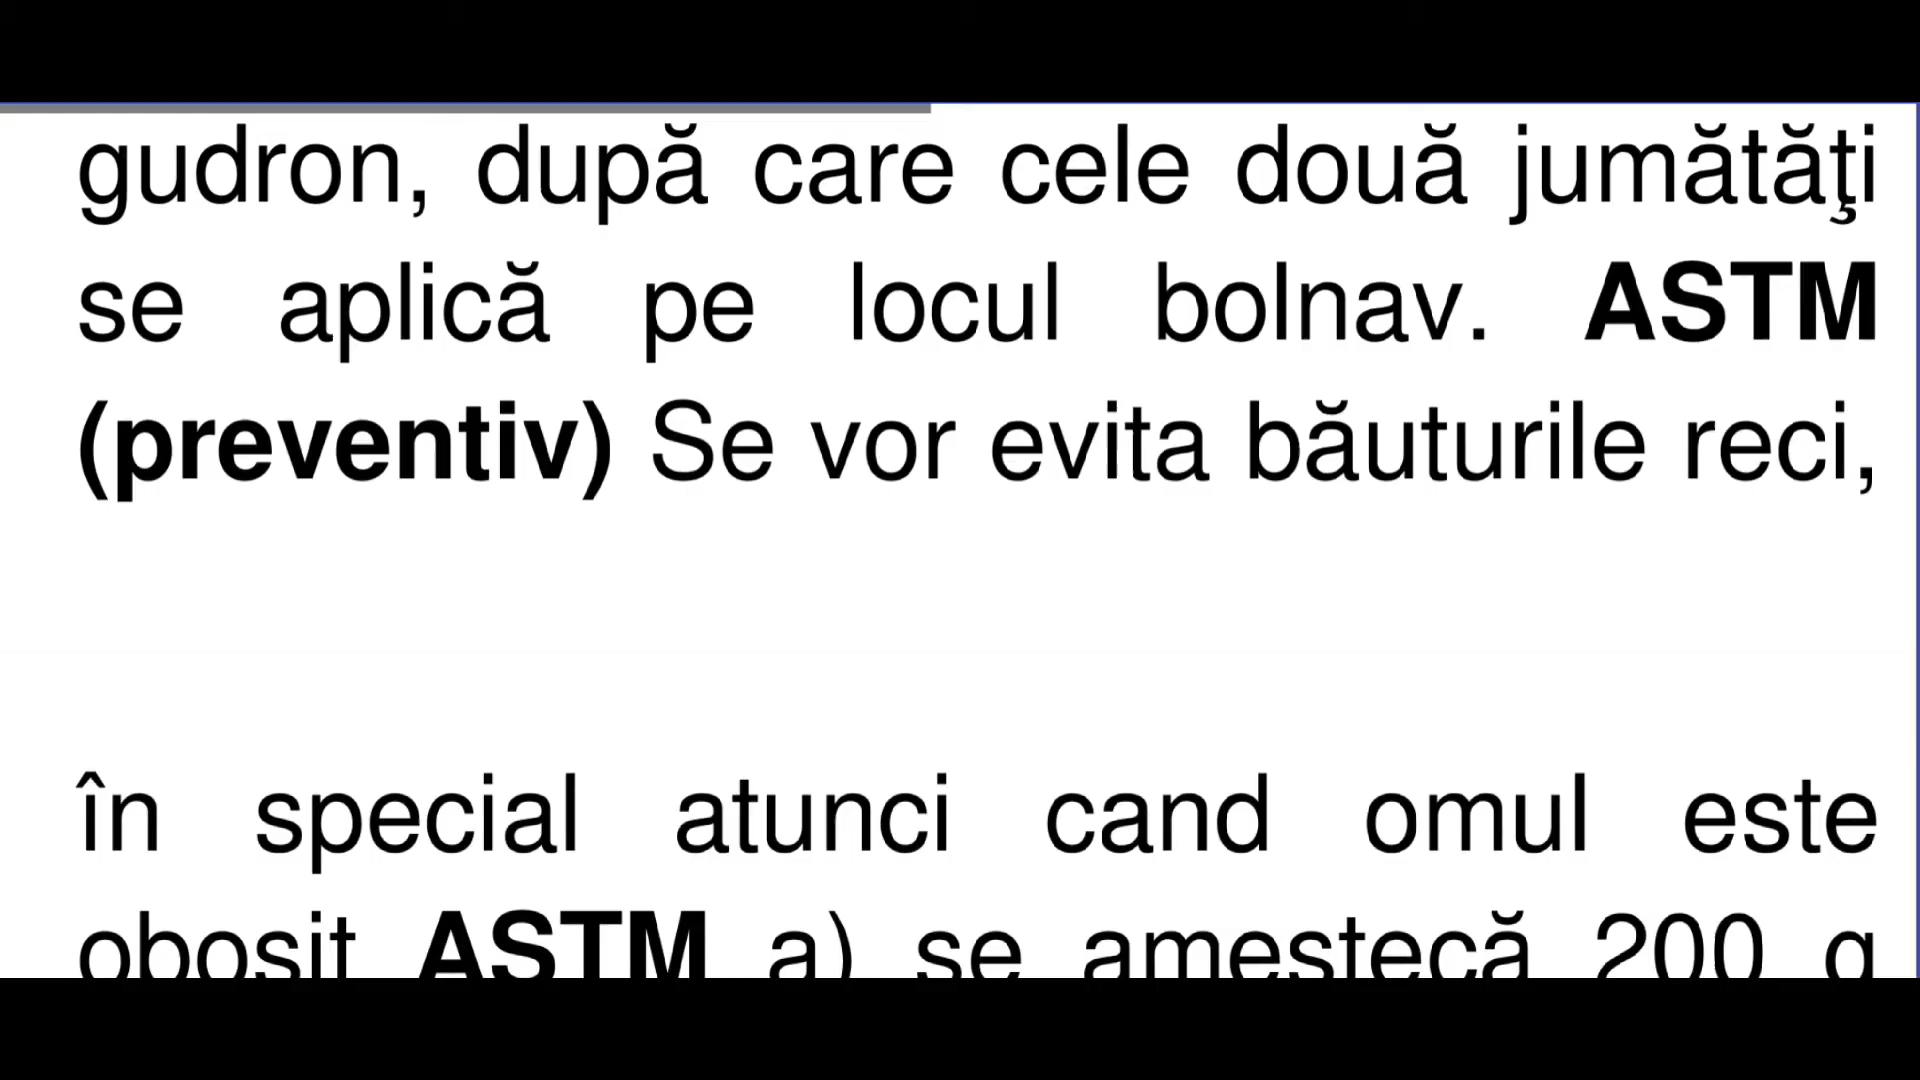 gudron, după care cele două jumătăţi
se aplică pe locul bolnav. ASTM
(preventiv) Se vor evita băuturile reci,
în special atunci cand omul este
obosit ASTM a) se amestecă 200 g